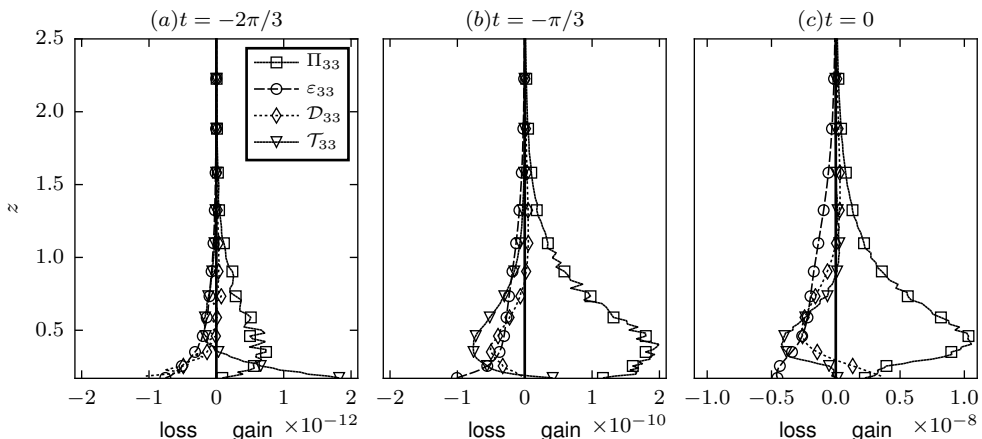 (a)t = −2π/3
(b)t = −π/3
(c)t = 0
2.5
2.0
1.5
1.0
0.5
z
Π33
ε33
D33
T33
−2 −1 0 1 2
loss gain ×10−12
−2 −1 0 1 2
loss gain ×10−10
−1.0 −0.5 0.0 0.5 1.0
loss gain ×10−8